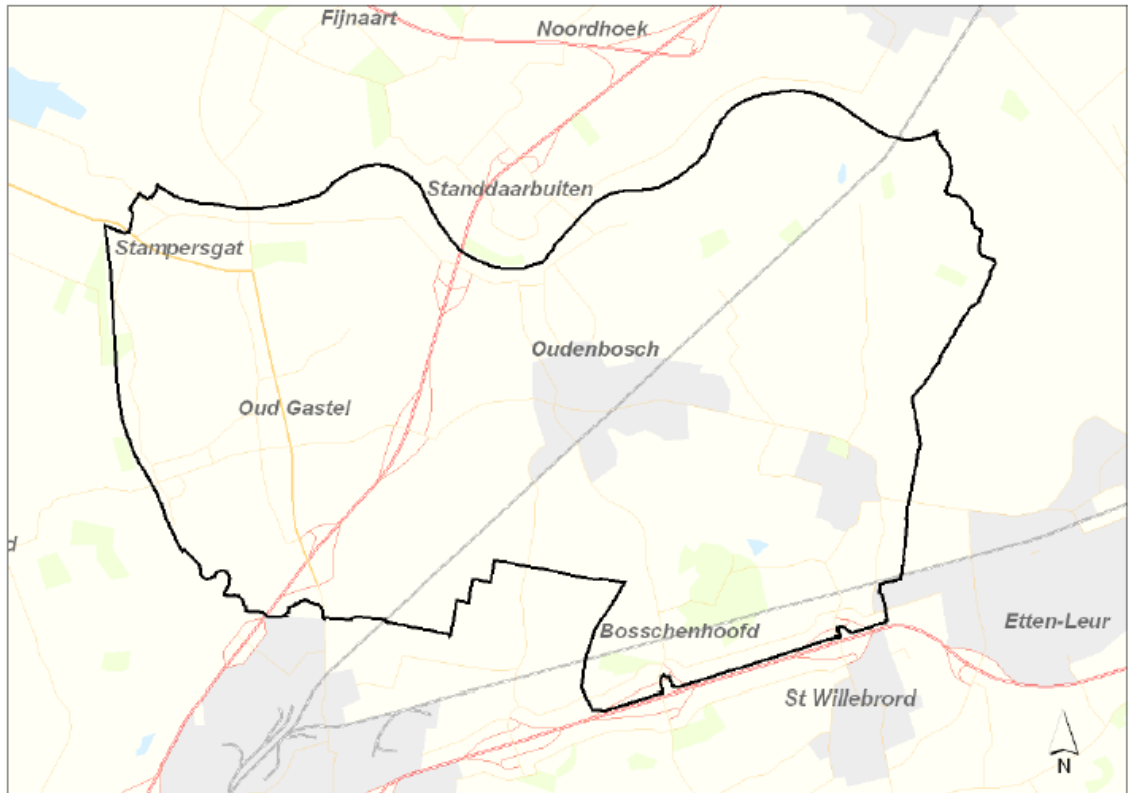 Fijnaart
Noordhoek
Standdaarbuiten
Stampersgat
Oudenbosch
Oud Gastel
d
Bosschenhoofd
Etten-Leur
St Willebrord
N